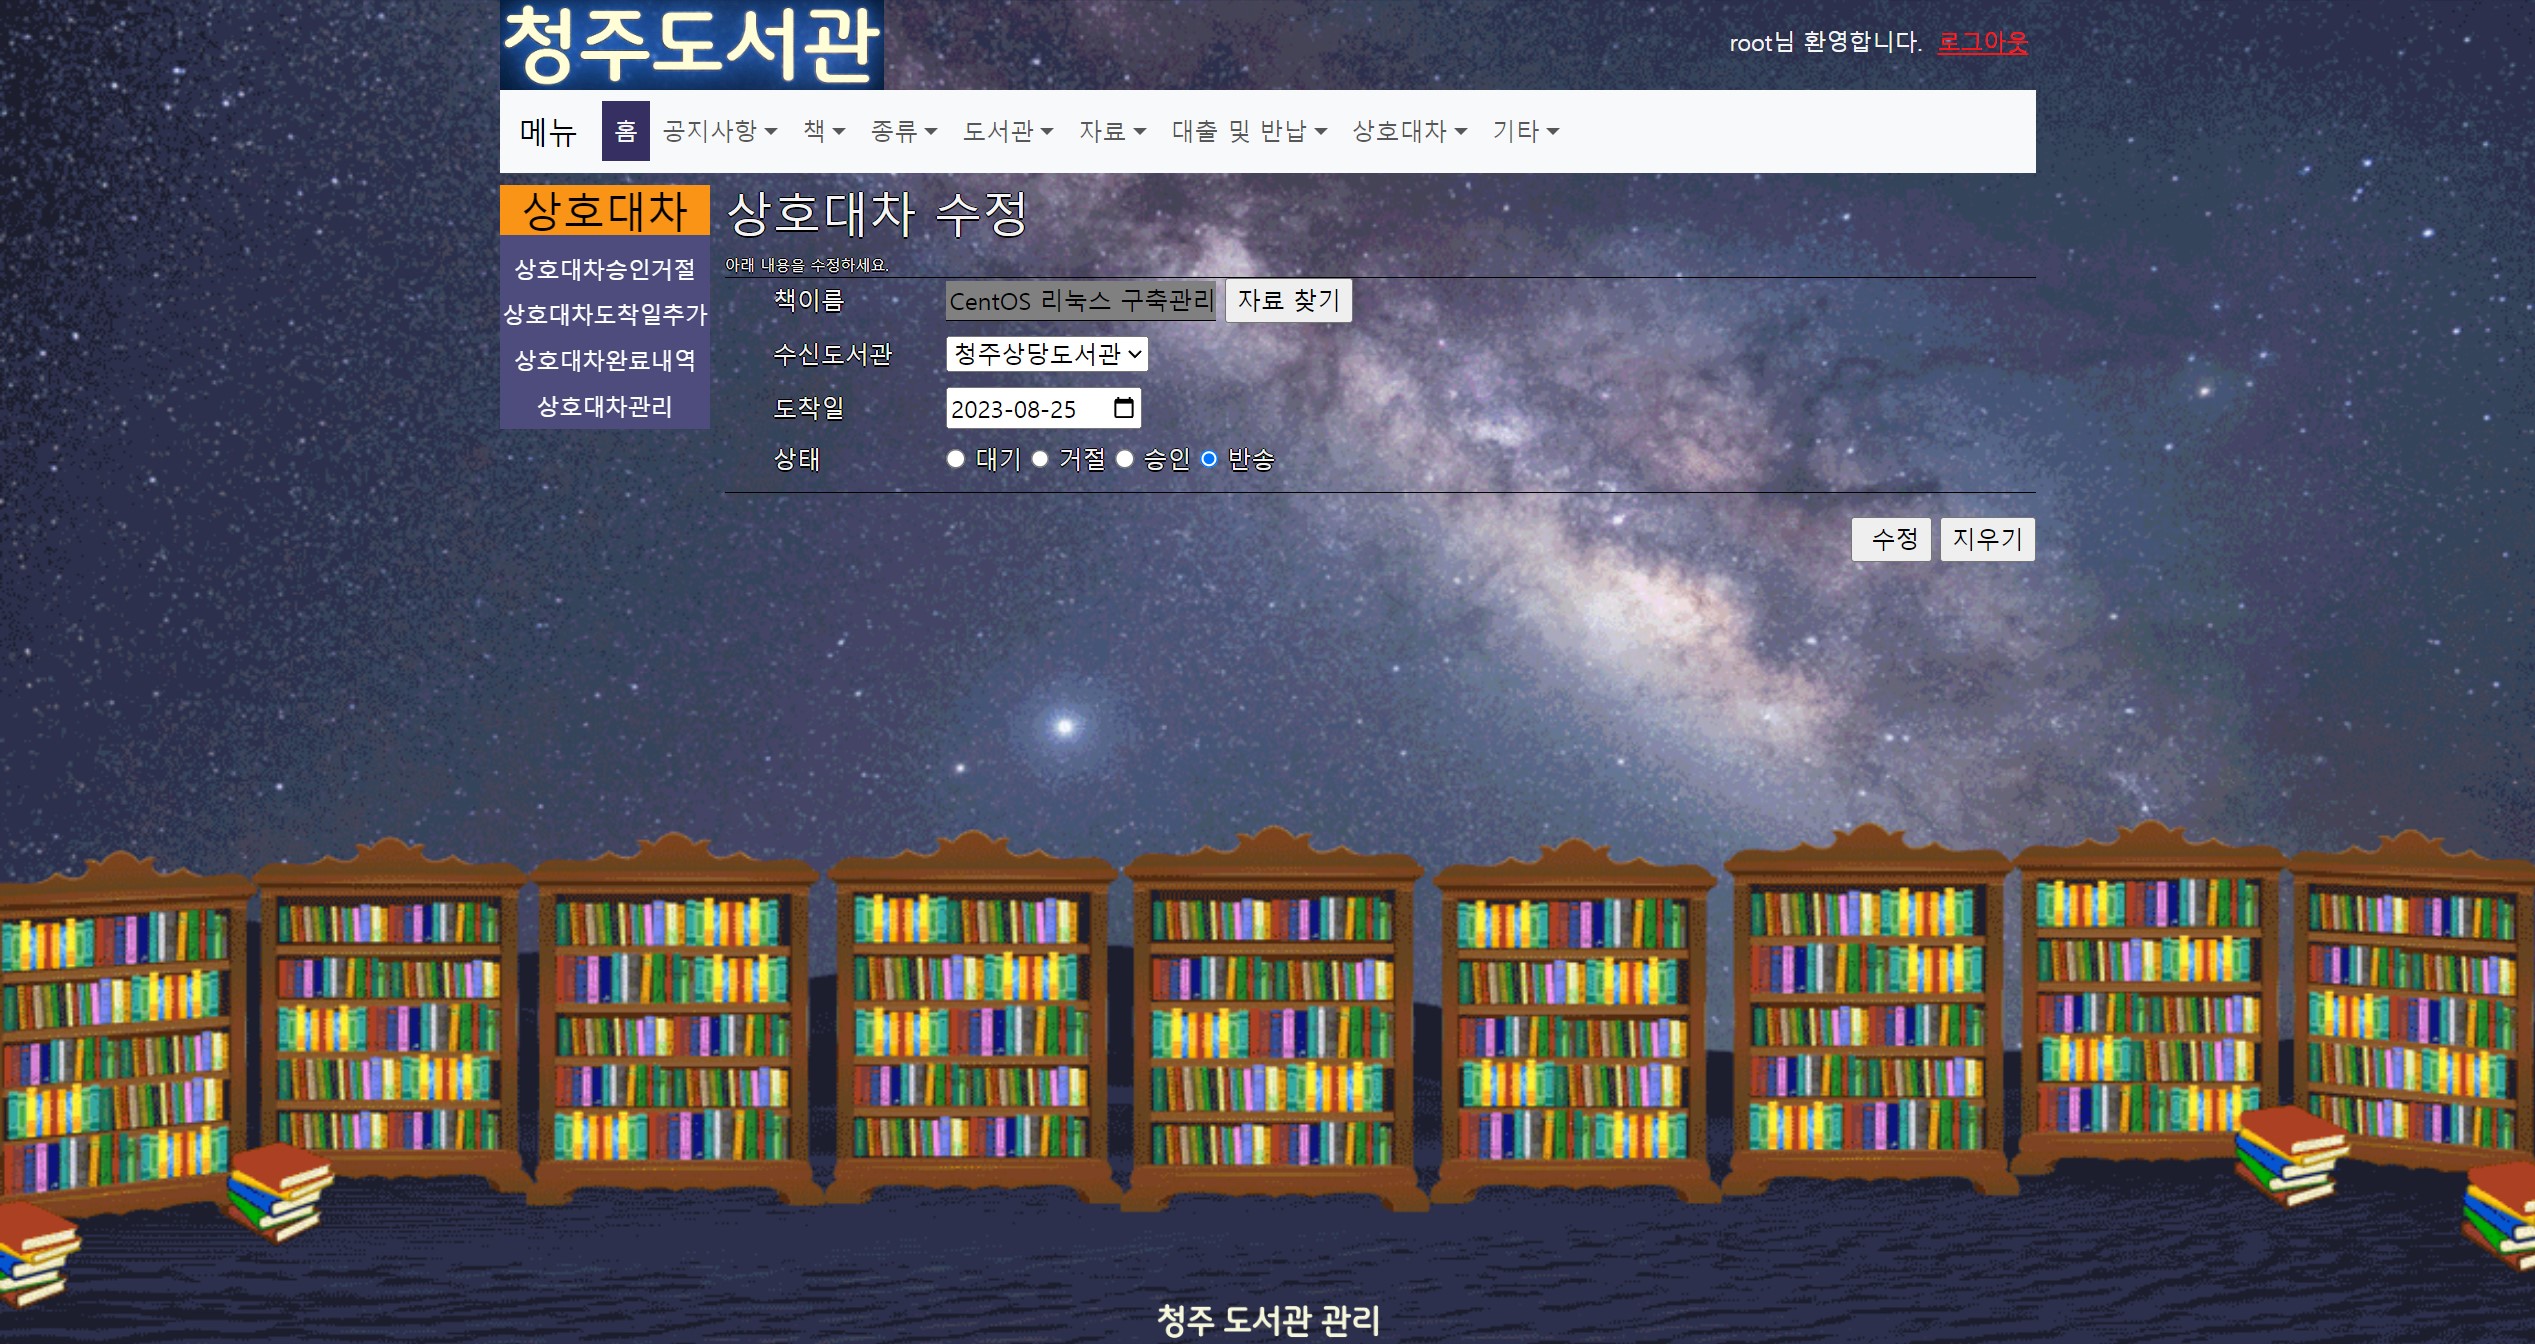 청주도서관
root님 환영합니다. 로그아웃
메뉴 홈 공지사항 책 종류 도서관 자료 대출 및 반납 상호대차 기타
상호대차
상호대차승인거절
상호대차도착일추가
상호대차완료내역
상호대차관리
상호대차 수정
아래 내용을 수정하세요.
책이름 CentOS 리눅스 구축관리 자료 찾기
수신도서관 청주상당도서관
도착일 2023-08-25
상태 대기 거절 승인 반송
수정 지우기
청주 도서관 관리